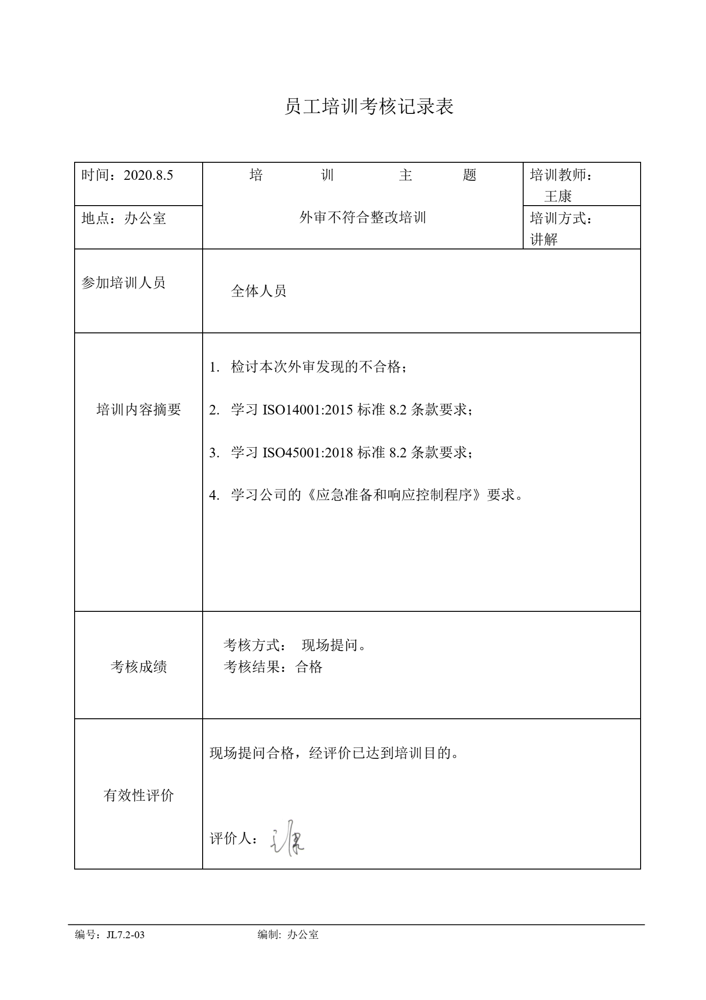 员工培训考核记录表
时间：2020.8.5
培 训 主 题
培训教师：
王康
地点：办公室
外审不符合整改培训
培训方式：
讲解
参加培训人员
全体人员
培训内容摘要
1. 检讨本次外审发现的不合格；
2. 学习 ISO14001:2015 标准 8.2 条款要求；
3. 学习 ISO45001:2018 标准 8.2 条款要求；
4. 学习公司的《应急准备和响应控制程序》要求。
考核成绩
考核方式： 现场提问。
考核结果：合格
有效性评价
现场提问合格，经评价已达到培训目的。
评价人：王康
编号：JL7.2-03 编制: 办公室